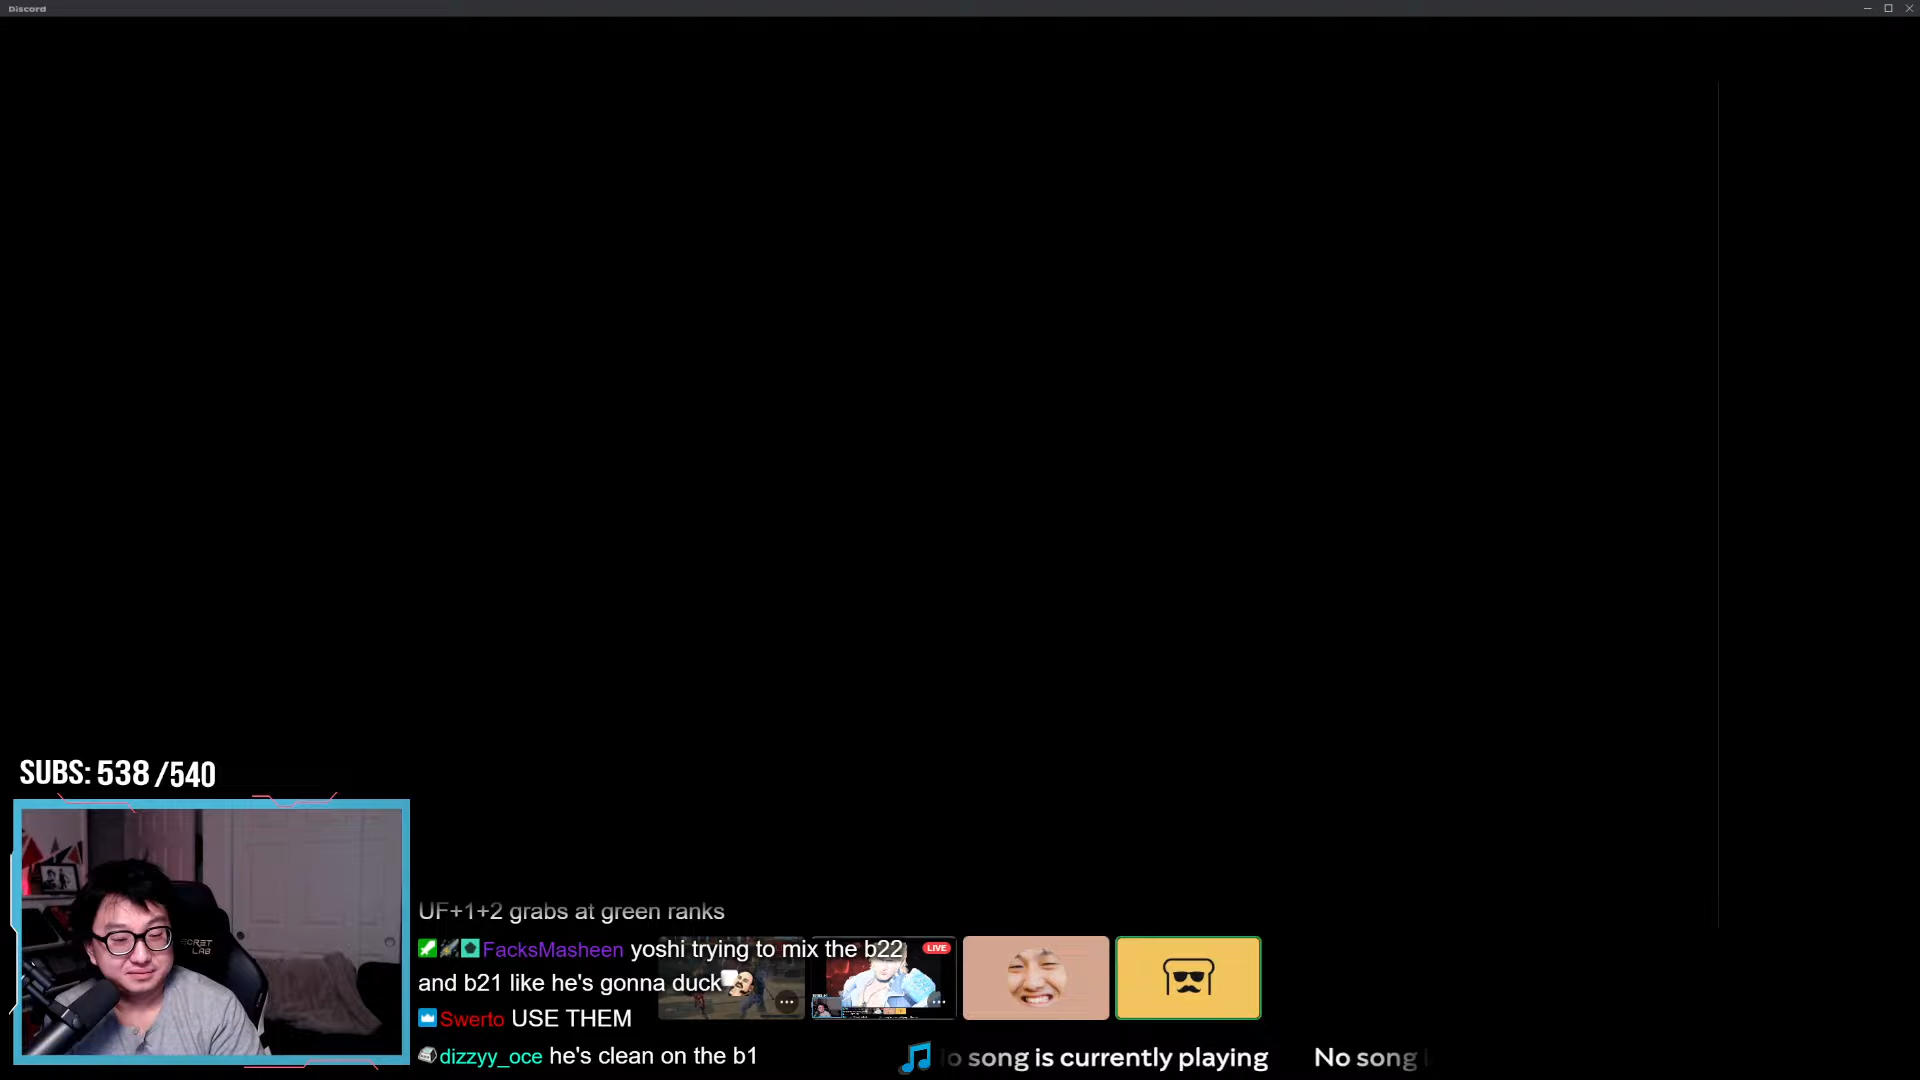 Discord
SUBS: 538 /540
SECRET
LAB
UF+1+2 grabs at green ranks
FacksMasheen yoshi trying to mix the b22
and b21 like he's gonna duck
Swerto USE THEM
dizzyy_oce he's clean on the b1
LIVE
o song is currently playing No song